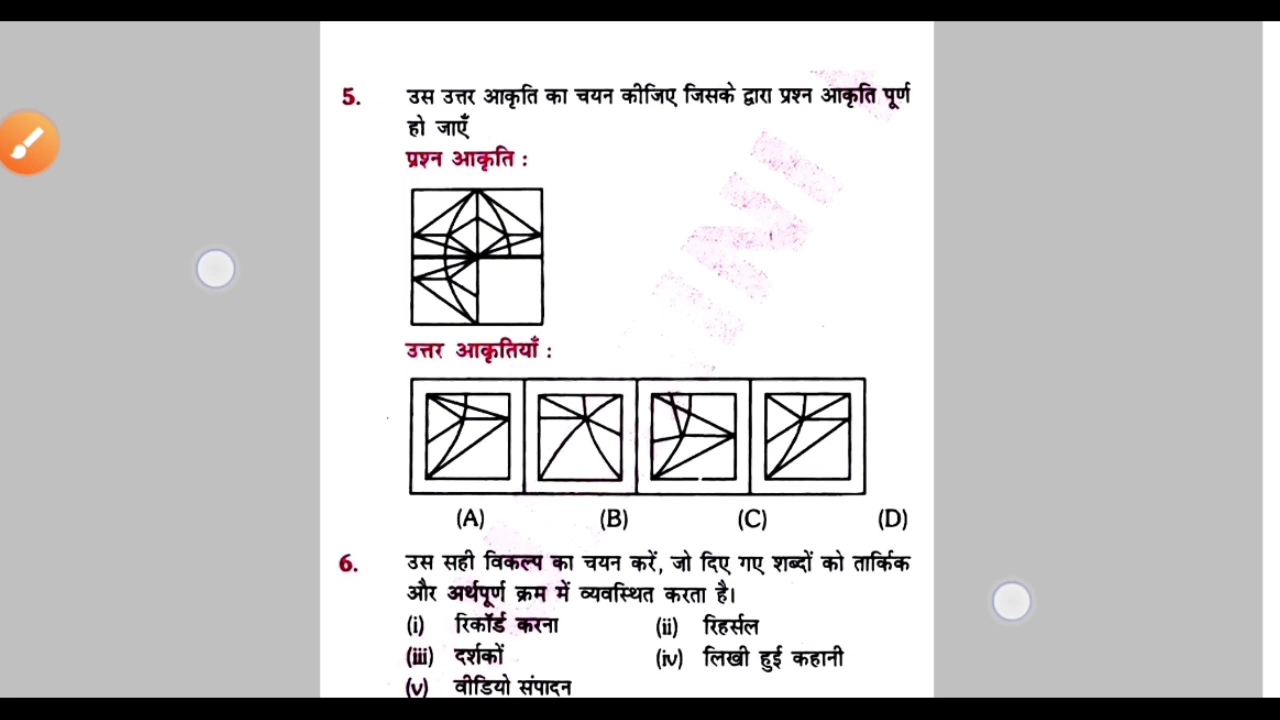 5. उस उत्तर आकृति का चयन कीजिए जिसके द्वारा प्रश्न आकृति पूर्ण
हो जाएँ
प्रश्न आकृति :
उत्तर आकृतियाँ :
(A) (B) (C) (D)
6. उस सही विकल्प का चयन करें, जो दिए गए शब्दों को तार्किक
और अर्थपूर्ण क्रम में व्यवस्थित करता है।
(i) रिकॉर्ड करना (ii) रिहर्सल
(iii) दर्शकों (iv) लिखी हुई कहानी
(v) वीडियो संपादन